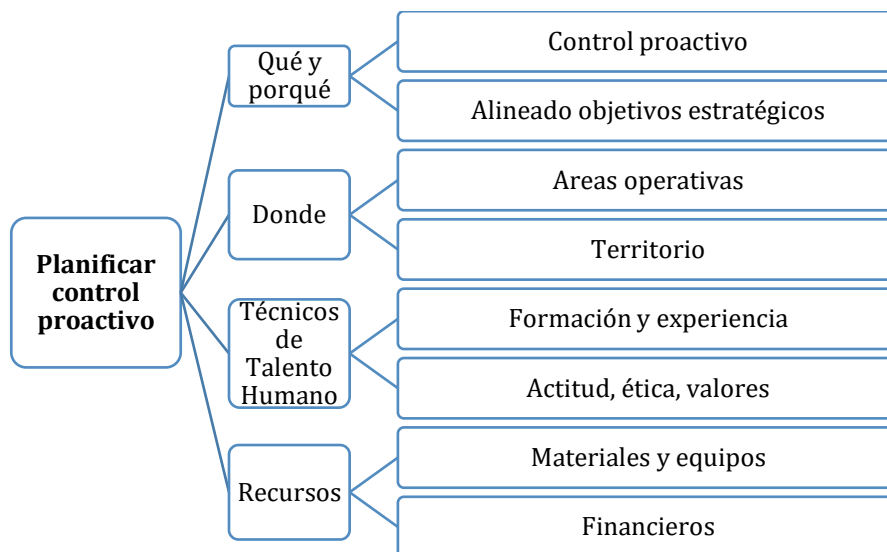 Planificar
control
proactivo
Qué y
porqué
Control proactivo
Alineado objetivos estratégicos
Donde
Areas operativas
Territorio
Técnicos
de
Talento
Humano
Formación y experiencia
Actitud, ética, valores
Recursos
Materiales y equipos
Financieros